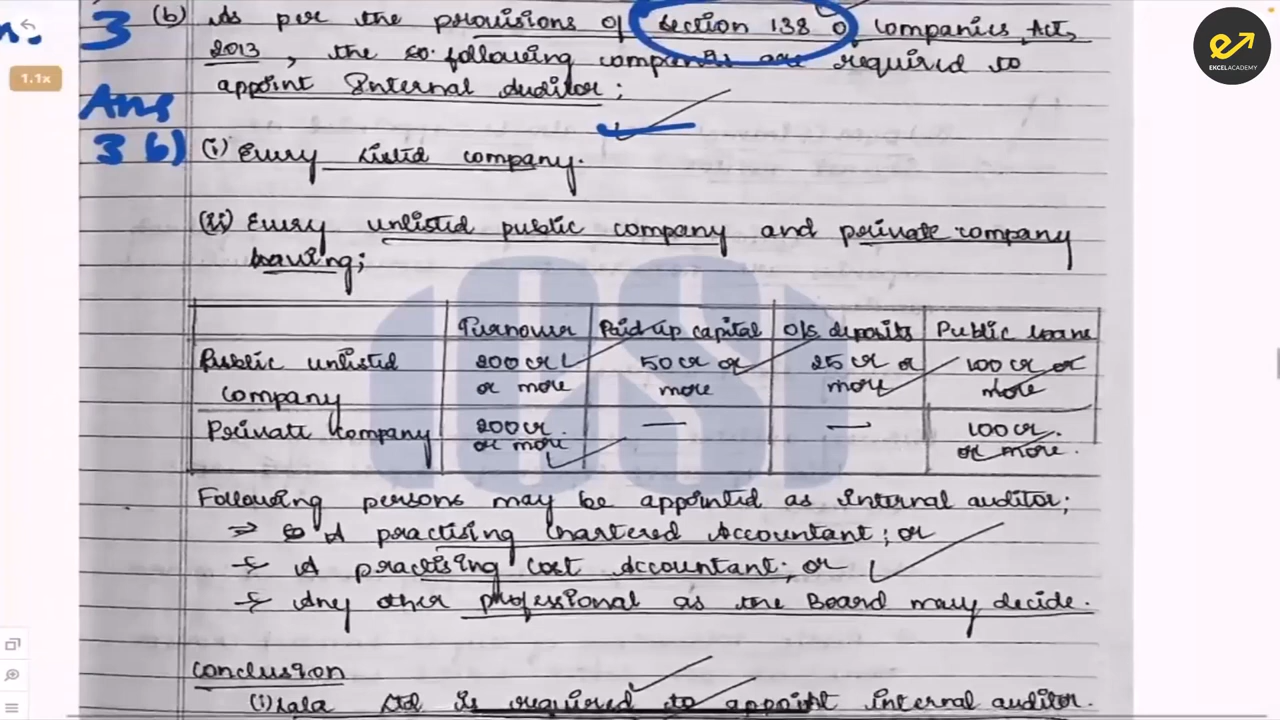 3 (b) As per the provisions of Section 138 of Companies Act,
2013, the following companies are required to
appoint Internal Auditor;
Ans
3 b) (i) Every Listed company.
(ii) Every unlisted public company and private company
having;
Turnover Paid up capital O/s deposits Public loans
Public unlisted company 200 cr or more 50 cr or more 25 cr or more 100 cr or more
Private company 200 cr. or more — — 100 cr. or more.
Following persons may be appointed as internal auditor;
⇒ A practising Chartered Accountant; or
→ A practising Cost Accountant; or
→ Any other professional as the Board may decide.
Conclusion
(i) Lala Ltd is required to appoint internal auditor.
1.1x
EKCELACADEMY
CSI